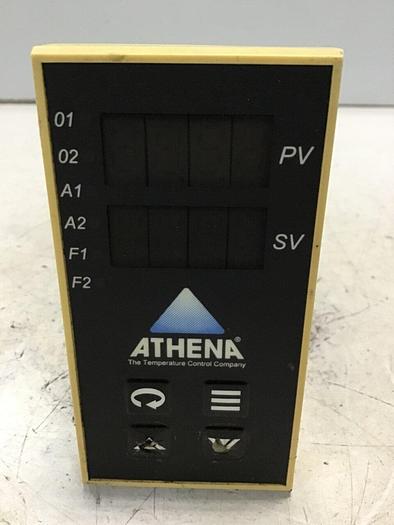 01
02
PV
A1
A2
SV
F1
F2
ATHENA®
The Temperature Control Company